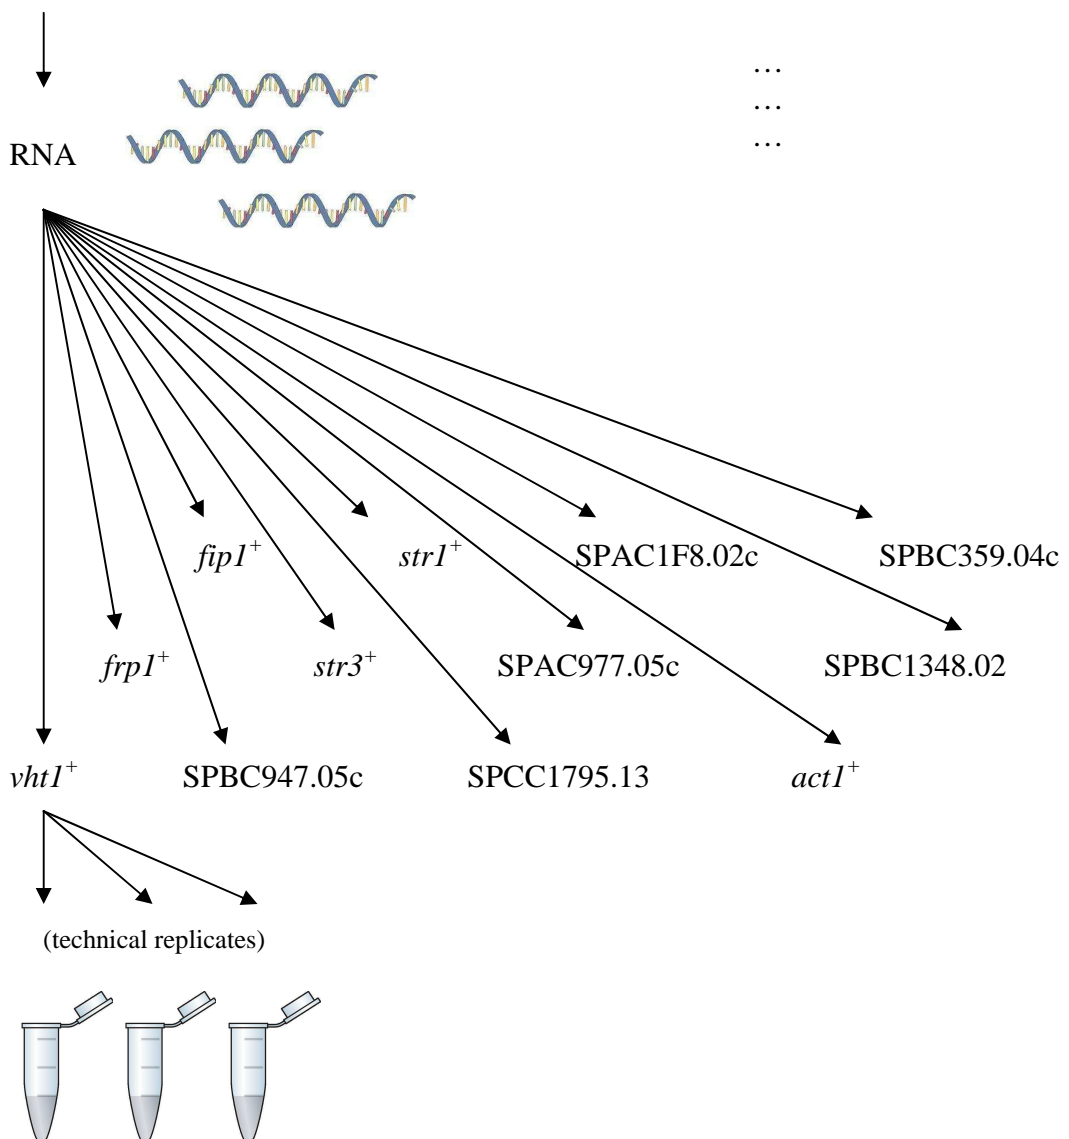 …
…
…
RNA
fip1⁺ str1⁺ SPAC1F8.02c SPBC359.04c
frp1⁺ str3⁺ SPAC977.05c SPBC1348.02
vht1⁺ SPBC947.05c SPCC1795.13 act1⁺
(technical replicates)